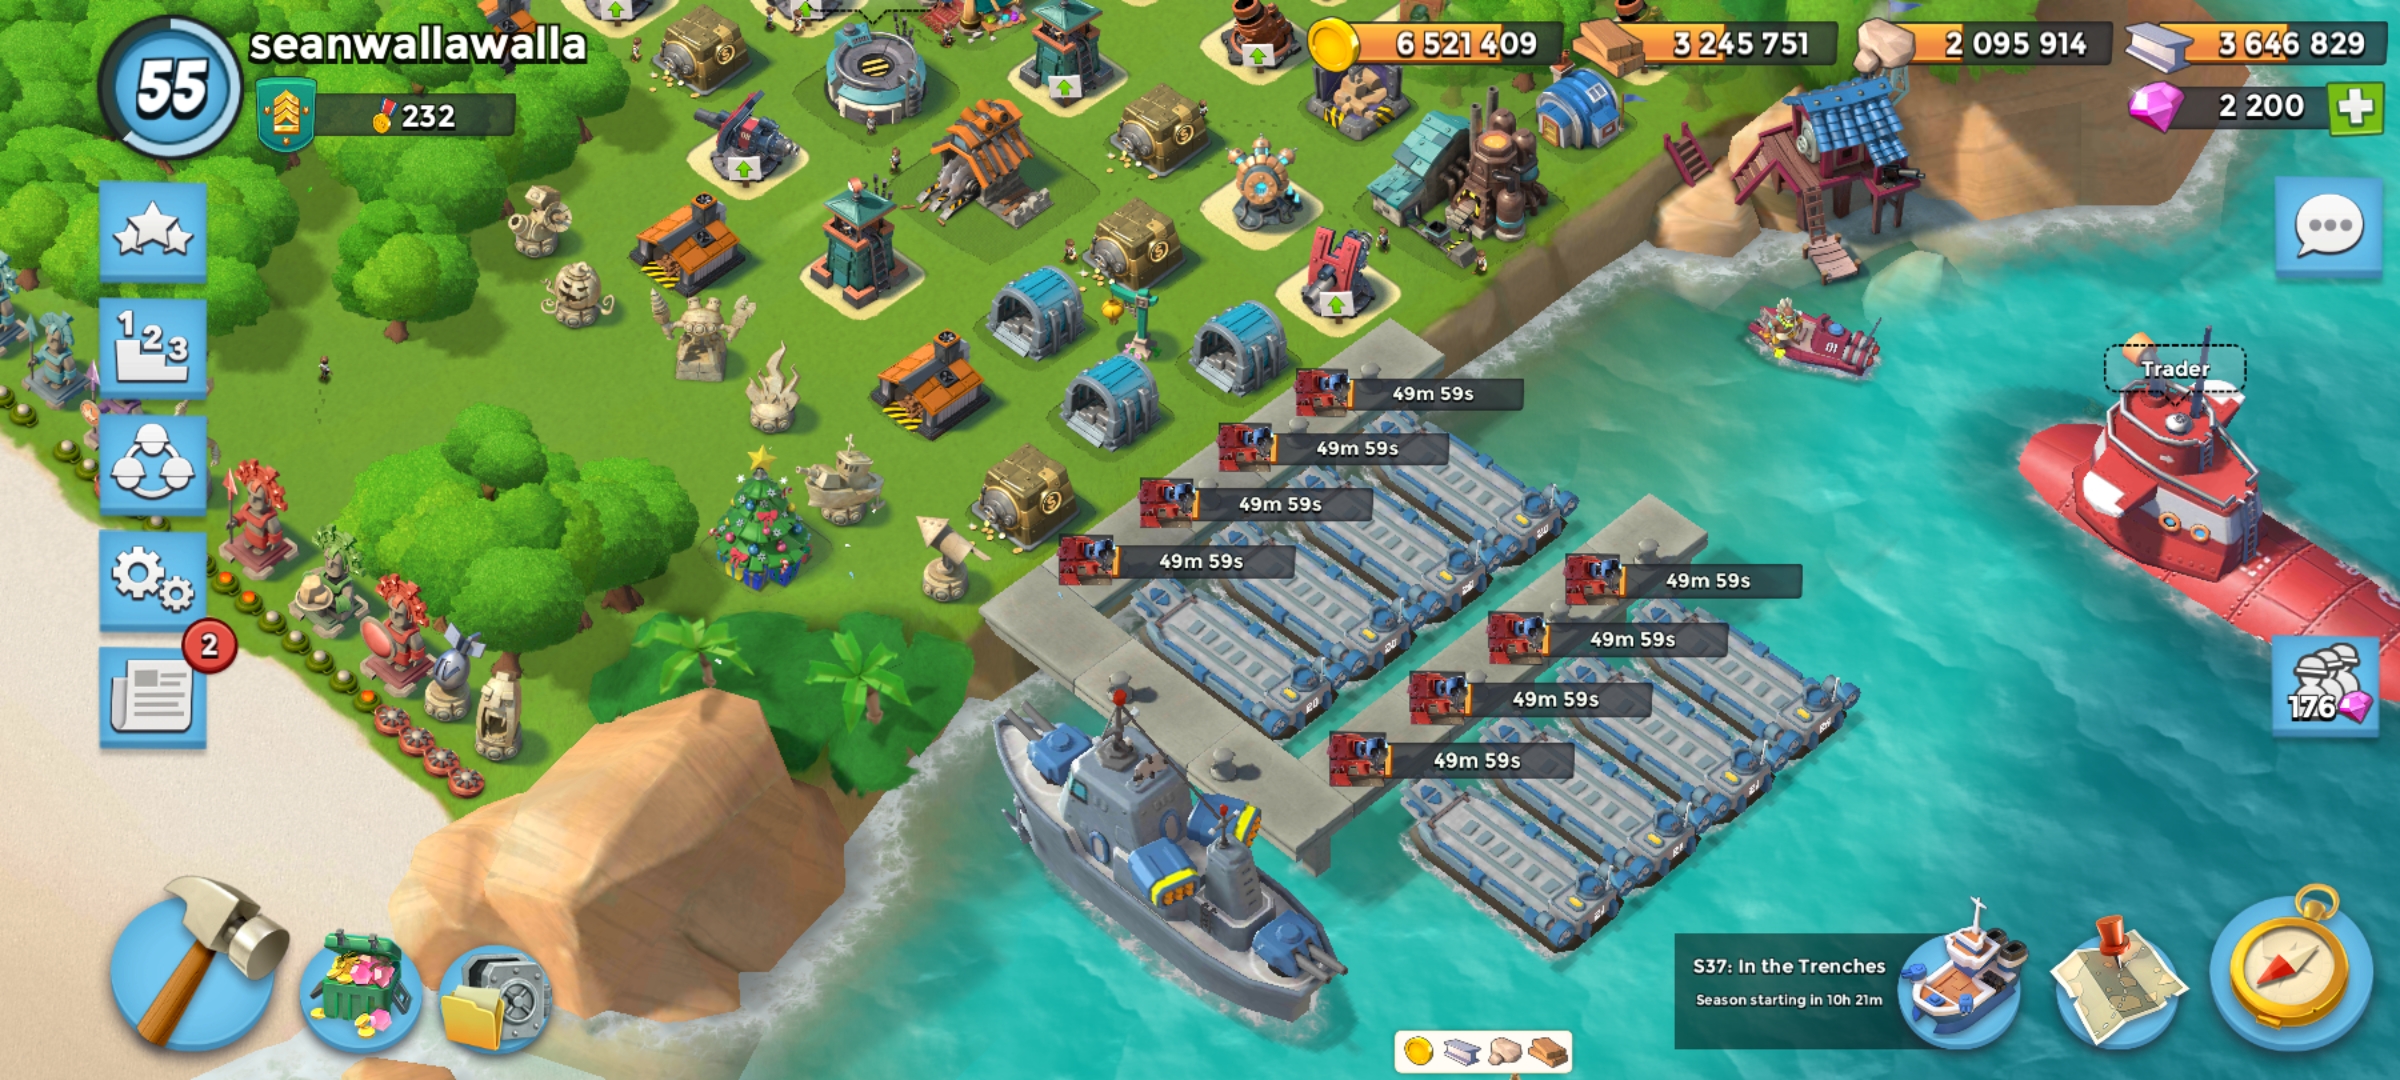 55
seanwallawalla
232
6 521 409
3 245 751
2 095 914
3 646 829
2 200
123
Trader
49m 59s
49m 59s
49m 59s
49m 59s
49m 59s
49m 59s
49m 59s
49m 59s
2
176
S37: In the Trenches
Season starting in 10h 21m